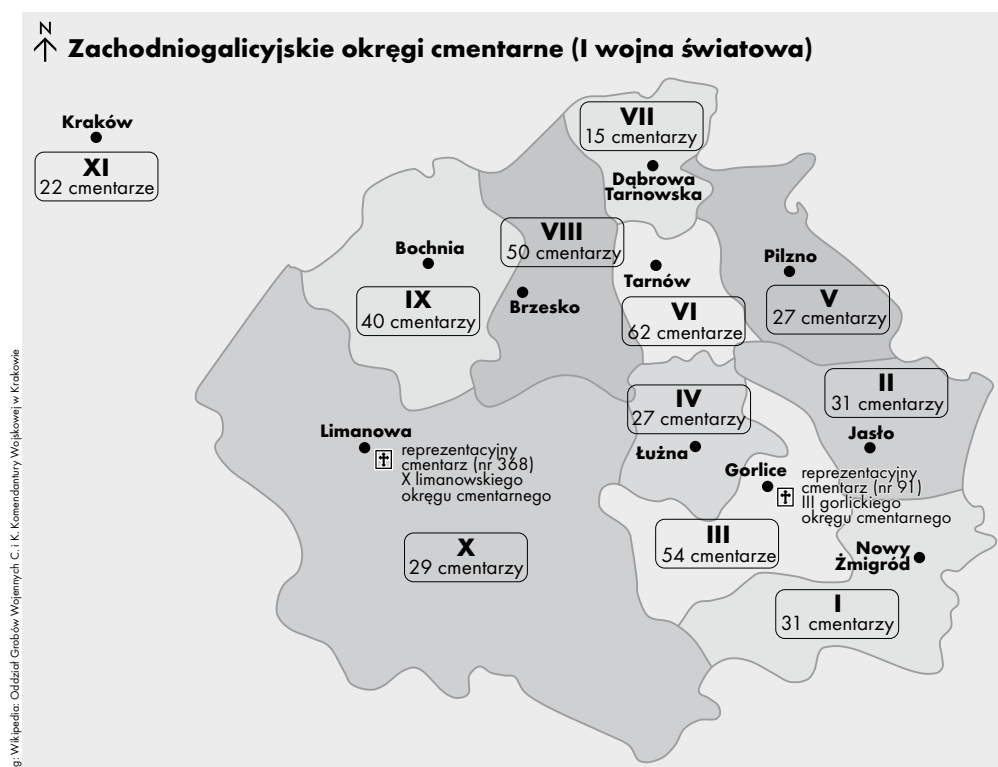 N
Zachodniogalicyjskie okręgi cmentarne (I wojna światowa)
Kraków
XI
22 cmentarze
VII
15 cmentarzy
Dąbrowa
Tarnowska
Bochnia
IX
40 cmentarzy
VIII
50 cmentarzy
Brzesko
Tarnów
VI
62 cmentarze
Pilzno
V
27 cmentarzy
II
31 cmentarzy
Jasło
IV
27 cmentarzy
Łużna
Limanowa
reprezentacyjny
cmentarz (nr 368)
X limanowskiego
okręgu cmentarnego
Gorlice
reprezentacyjny
cmentarz (nr 91)
III gorlickiego
okręgu cmentarnego
X
29 cmentarzy
III
54 cmentarze
Nowy
Żmigród
I
31 cmentarzy
g: Wikipedia: Oddział Grobów Wojennych C. i K. Komendantury Wojskowej w Krakowie